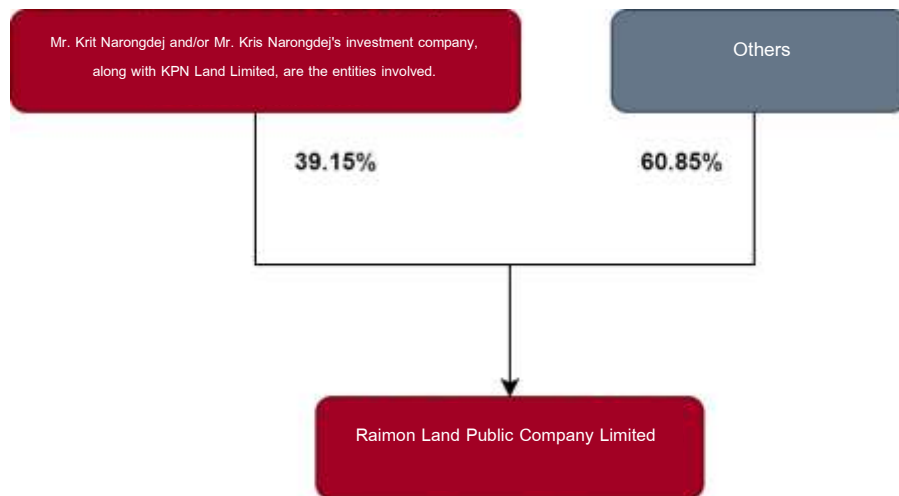 Mr. Krit Narongdej and/or Mr. Kris Narongdej's investment company,
along with KPN Land Limited, are the entities involved.
Others
39.15%
60.85%
Raimon Land Public Company Limited